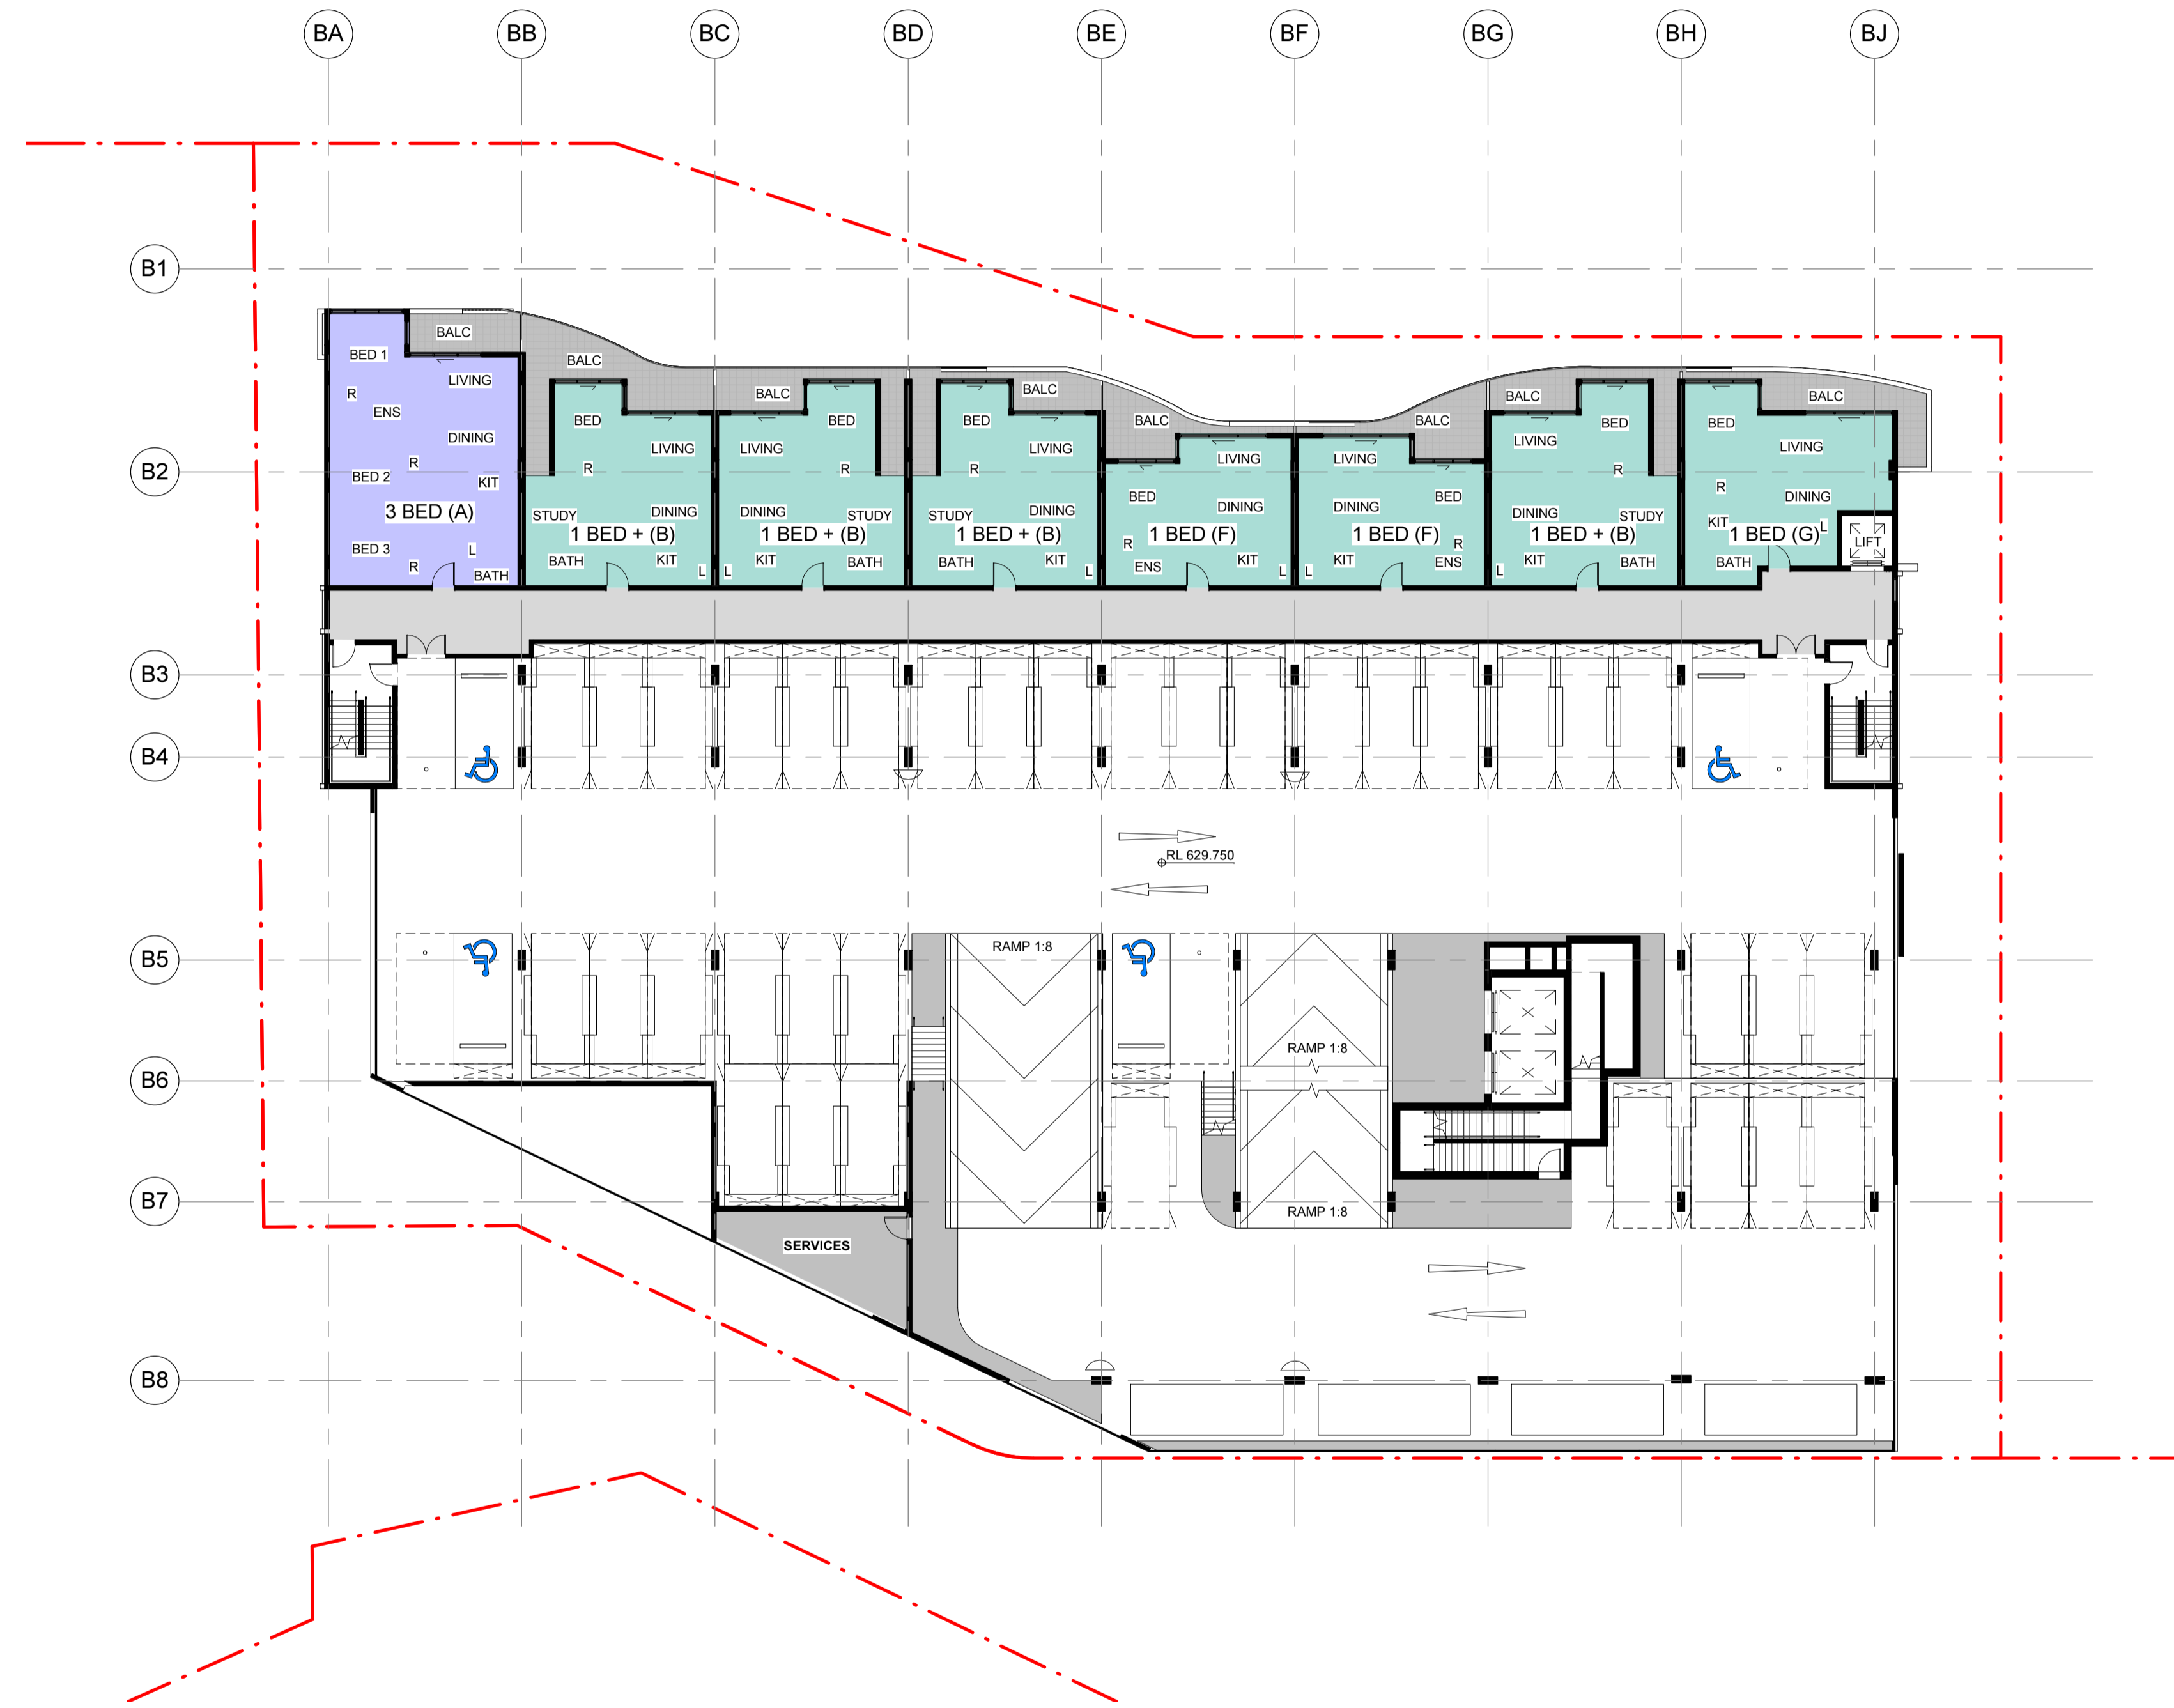 BA
BB
BC
BD
BE
BF
BG
BH
BJ
B1
B2
B3
B4
B5
B6
B7
B8
BALC
BED 1
LIVING
R
ENS
DINING
R
BED 2
KIT
3 BED (A)
BED 3
L
R
BATH
BALC
BED
LIVING
R
STUDY
DINING
1 BED + (B)
BATH
KIT
L
BALC
BED
LIVING
R
DINING
STUDY
1 BED + (B)
KIT
BATH
L
BALC
BED
LIVING
R
STUDY
DINING
1 BED + (B)
BATH
KIT
L
BALC
LIVING
BED
DINING
1 BED (F)
R
ENS
KIT
L
BALC
LIVING
BED
DINING
1 BED (F)
R
KIT
ENS
L
BALC
BED
LIVING
R
DINING
STUDY
1 BED + (B)
KIT
BATH
L
BALC
BED
LIVING
R
DINING
KIT
L
1 BED (G)
BATH
LIFT
RL 629.750
RAMP 1:8
RAMP 1:8
RAMP 1:8
SERVICES